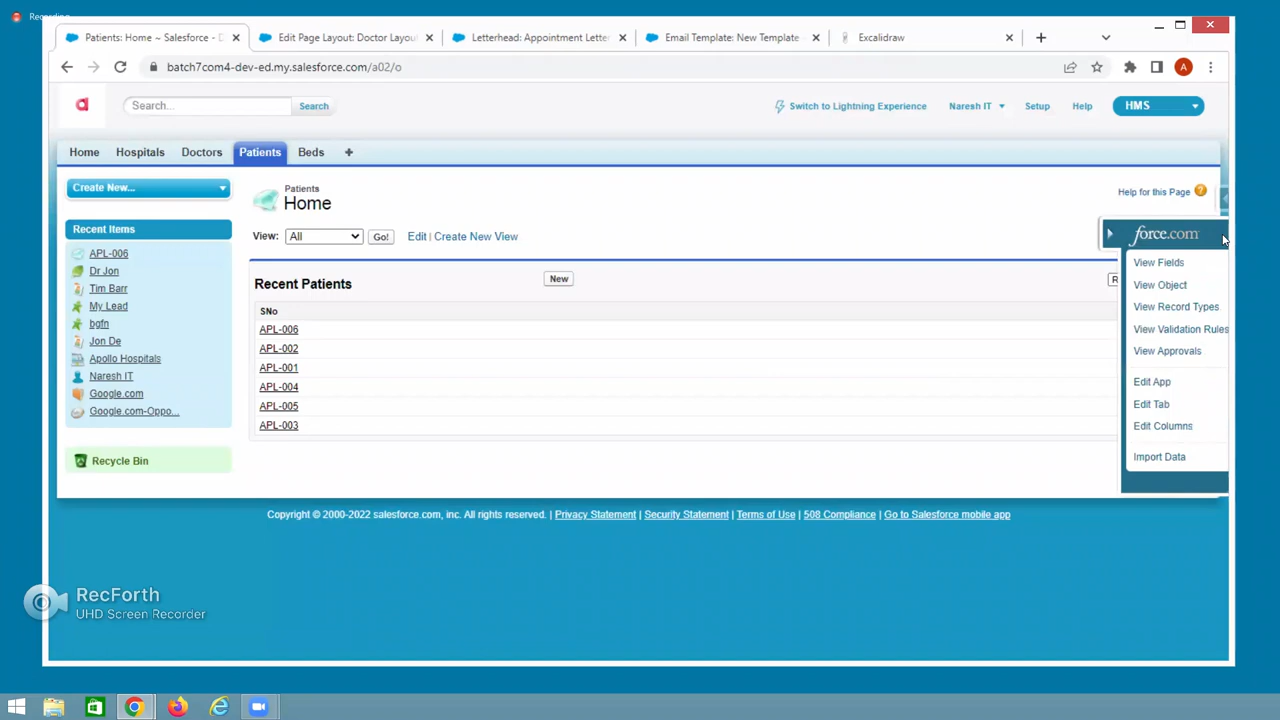 Recording
Patients: Home ~ Salesforce - D
Edit Page Layout: Doctor Layou
Letterhead: Appointment Letter
Email Template: New Template
Excalidraw
batch7com4-dev-ed.my.salesforce.com/a02/o
A
a
Search...
Search
Switch to Lightning Experience
Naresh IT
Setup
Help
HMS
Home
Hospitals
Doctors
Patients
Beds
Create New...
Patients
Home
Help for this Page
View:
All
Go!
Edit | Create New View
Recent Items
APL-006
Dr Jon
Tim Barr
My Lead
bgfn
Jon De
Apollo Hospitals
Naresh IT
Google.com
Google.com-Oppo...
Recycle Bin
Recent Patients
New
SNo
APL-006
APL-002
APL-001
APL-004
APL-005
APL-003
force.com
View Fields
View Object
View Record Types
View Validation Rules
View Approvals
Edit App
Edit Tab
Edit Columns
Import Data
Copyright © 2000-2022 salesforce.com, inc. All rights reserved. | Privacy Statement | Security Statement | Terms of Use | 508 Compliance | Go to Salesforce mobile app
RecForth
UHD Screen Recorder